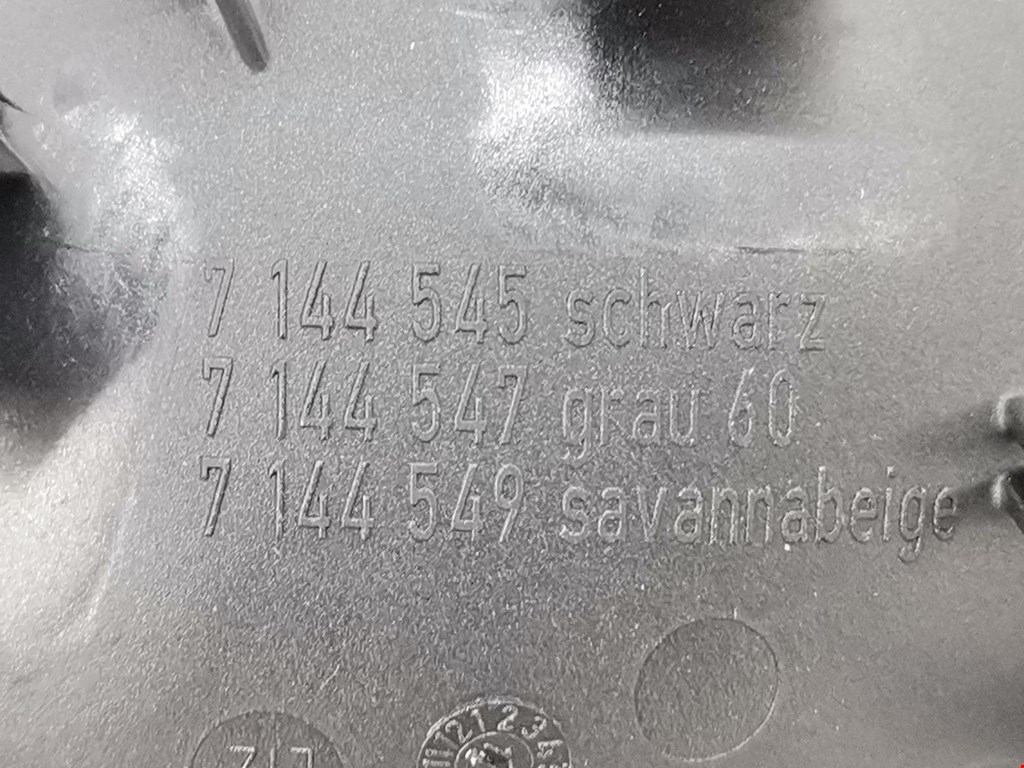 7 144 545 schwarz
7 144 547 grau 60
7 144 549 savannabeige